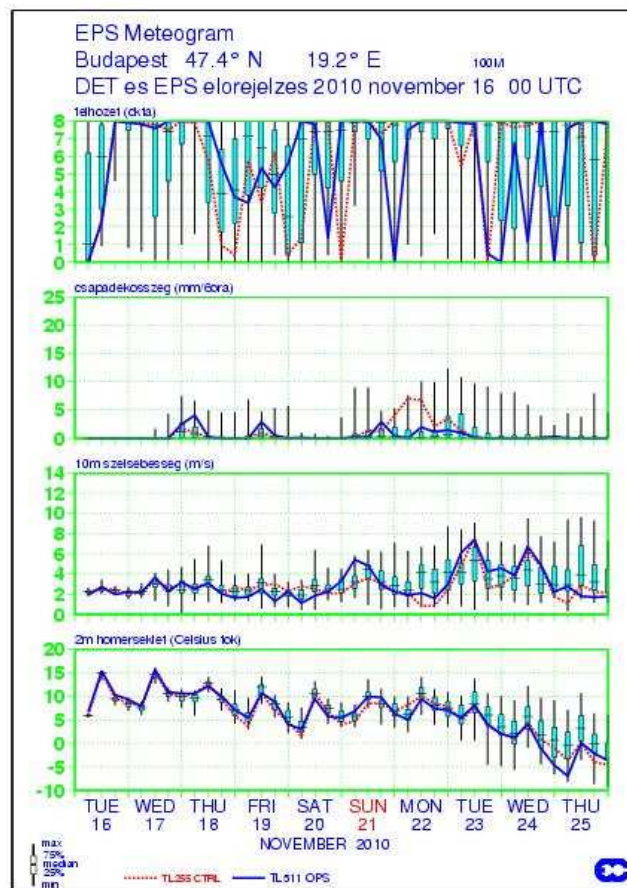 EPS Meteogram
Budapest 47.4° N 19.2° E 100M
DET es EPS elorejelzes 2010 november 16 00 UTC
felhozet (okta)
8
7
6
5
4
3
2
1
0
csapadekosszeg (mm/6ora)
25
20
15
10
5
0
10m szelsebesseg (m/s)
14
12
10
8
6
4
2
0
2m homerseklet (Celsius fok)
20
15
10
5
0
-5
-10
TUE WED THU FRI SAT SUN MON TUE WED THU
16 17 18 19 20 21 22 23 24 25
NOVEMBER 2010
max
75%
median
25%
min
TL255 CTRL TL511 OPS